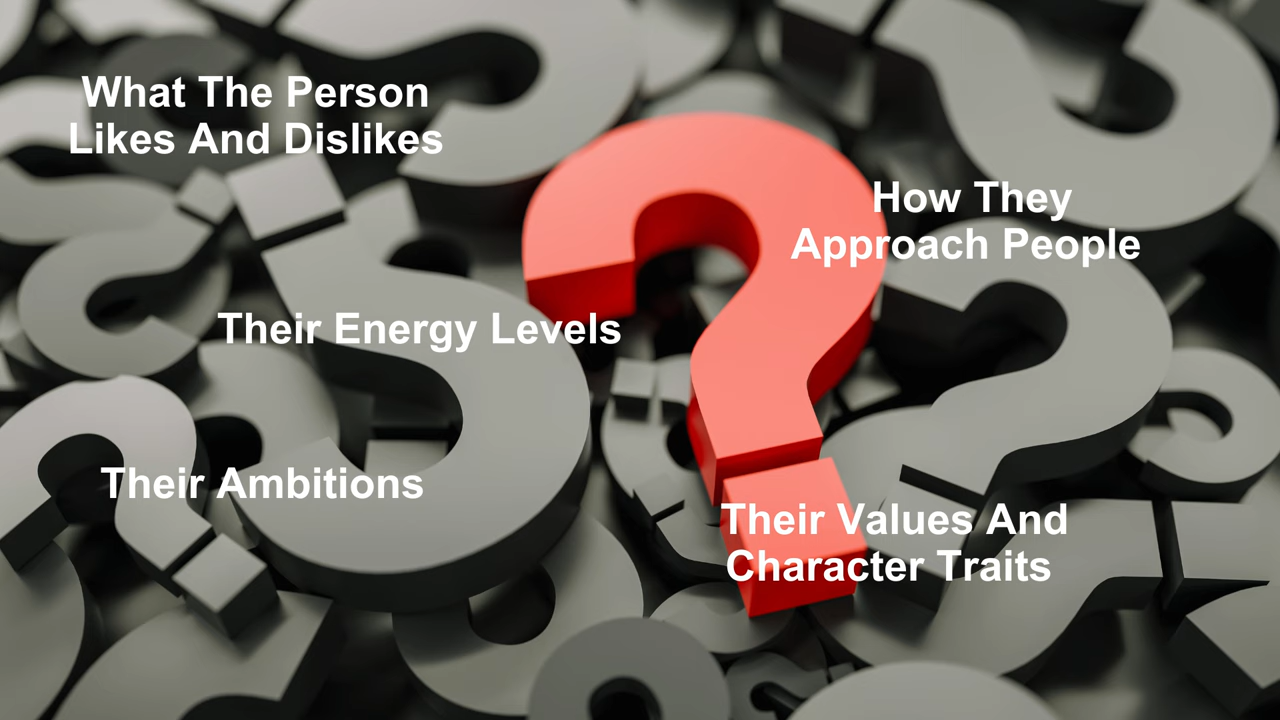 What The Person
Likes And Dislikes
How They
Approach People
Their Energy Levels
Their Ambitions
Their Values And
Character Traits